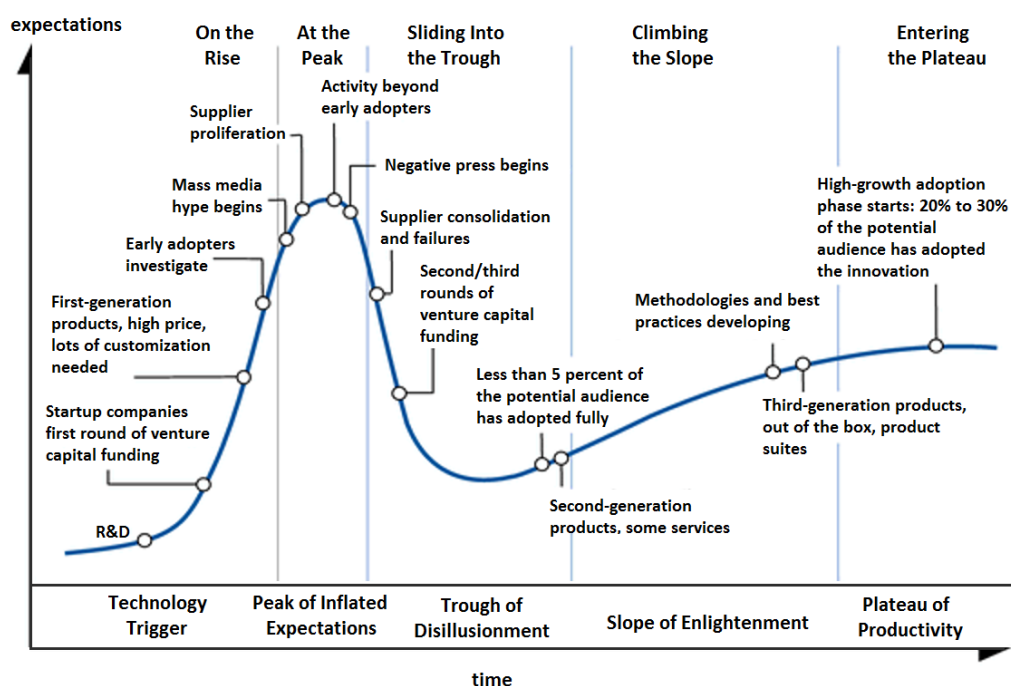 expectations
On the
Rise
At the
Peak
Sliding Into
the Trough
Climbing
the Slope
Entering
the Plateau
Activity beyond
early adopters
Supplier
proliferation
Negative press begins
Mass media
hype begins
Supplier consolidation
and failures
Early adopters
investigate
Second/third
rounds of
venture capital
funding
First-generation
products, high price,
lots of customization
needed
Startup companies
first round of venture
capital funding
R&D
Less than 5 percent of
the potential audience
has adopted fully
Second-generation
products, some services
Methodologies and best
practices developing
Third-generation products,
out of the box, product
suites
High-growth adoption
phase starts: 20% to 30%
of the potential
audience has adopted
the innovation
Technology
Trigger
Peak of Inflated
Expectations
Trough of
Disillusionment
Slope of Enlightenment
Plateau of
Productivity
time